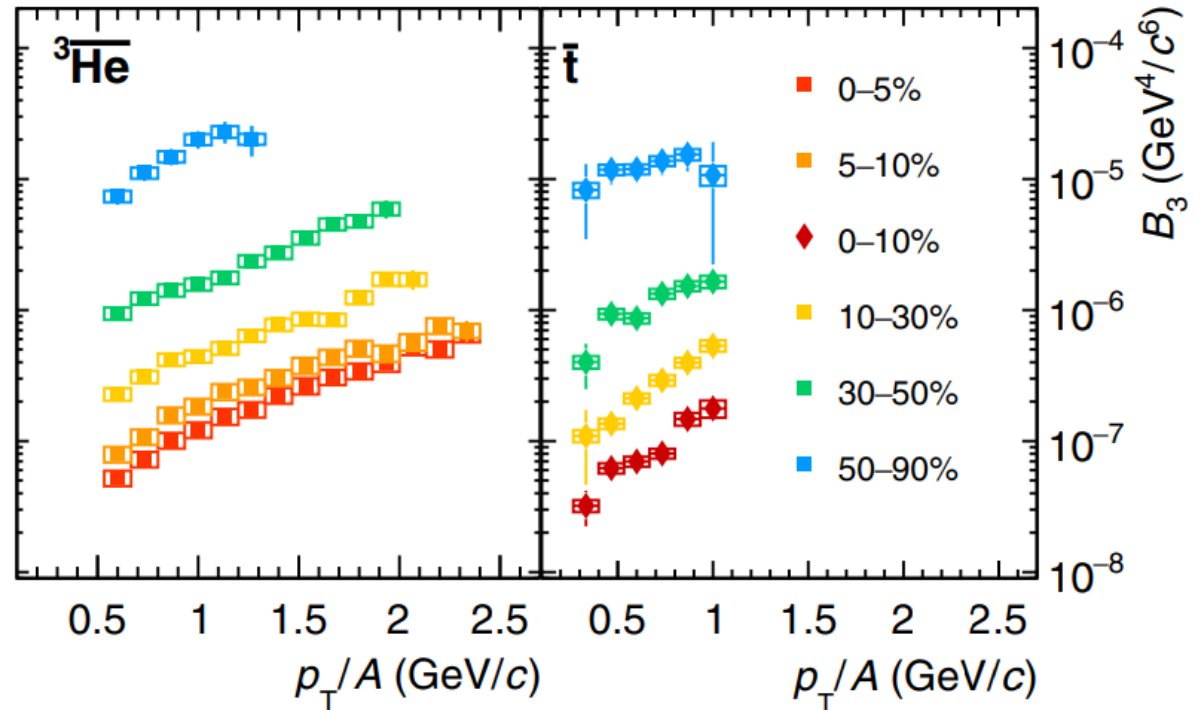 ³H̅e̅
t̅
0–5%
5–10%
0–10%
10–30%
30–50%
50–90%
10⁻⁴
10⁻⁵
10⁻⁶
10⁻⁷
10⁻⁸
B₃ (GeV⁴/c⁶)
0.5 1 1.5 2 2.5
0.5 1 1.5 2 2.5
p_T/A (GeV/c)
p_T/A (GeV/c)